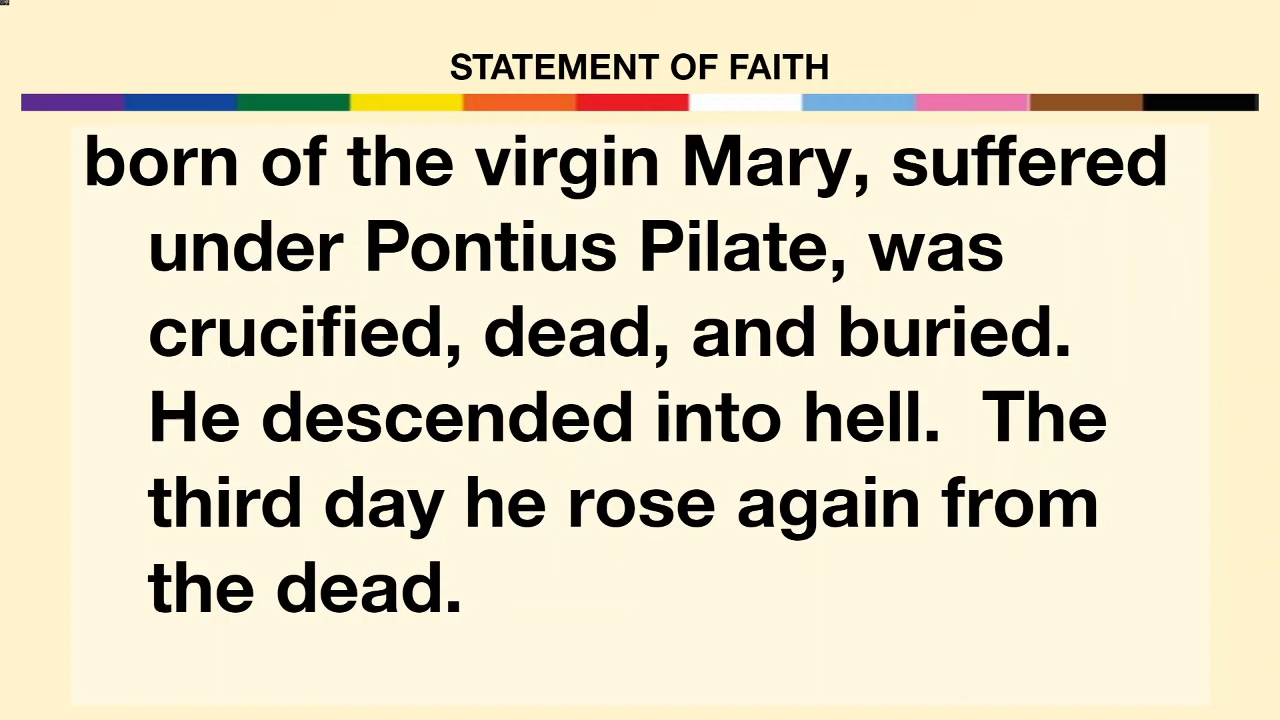 STATEMENT OF FAITH
born of the virgin Mary, suffered
under Pontius Pilate, was
crucified, dead, and buried.
He descended into hell.  The
third day he rose again from
the dead.